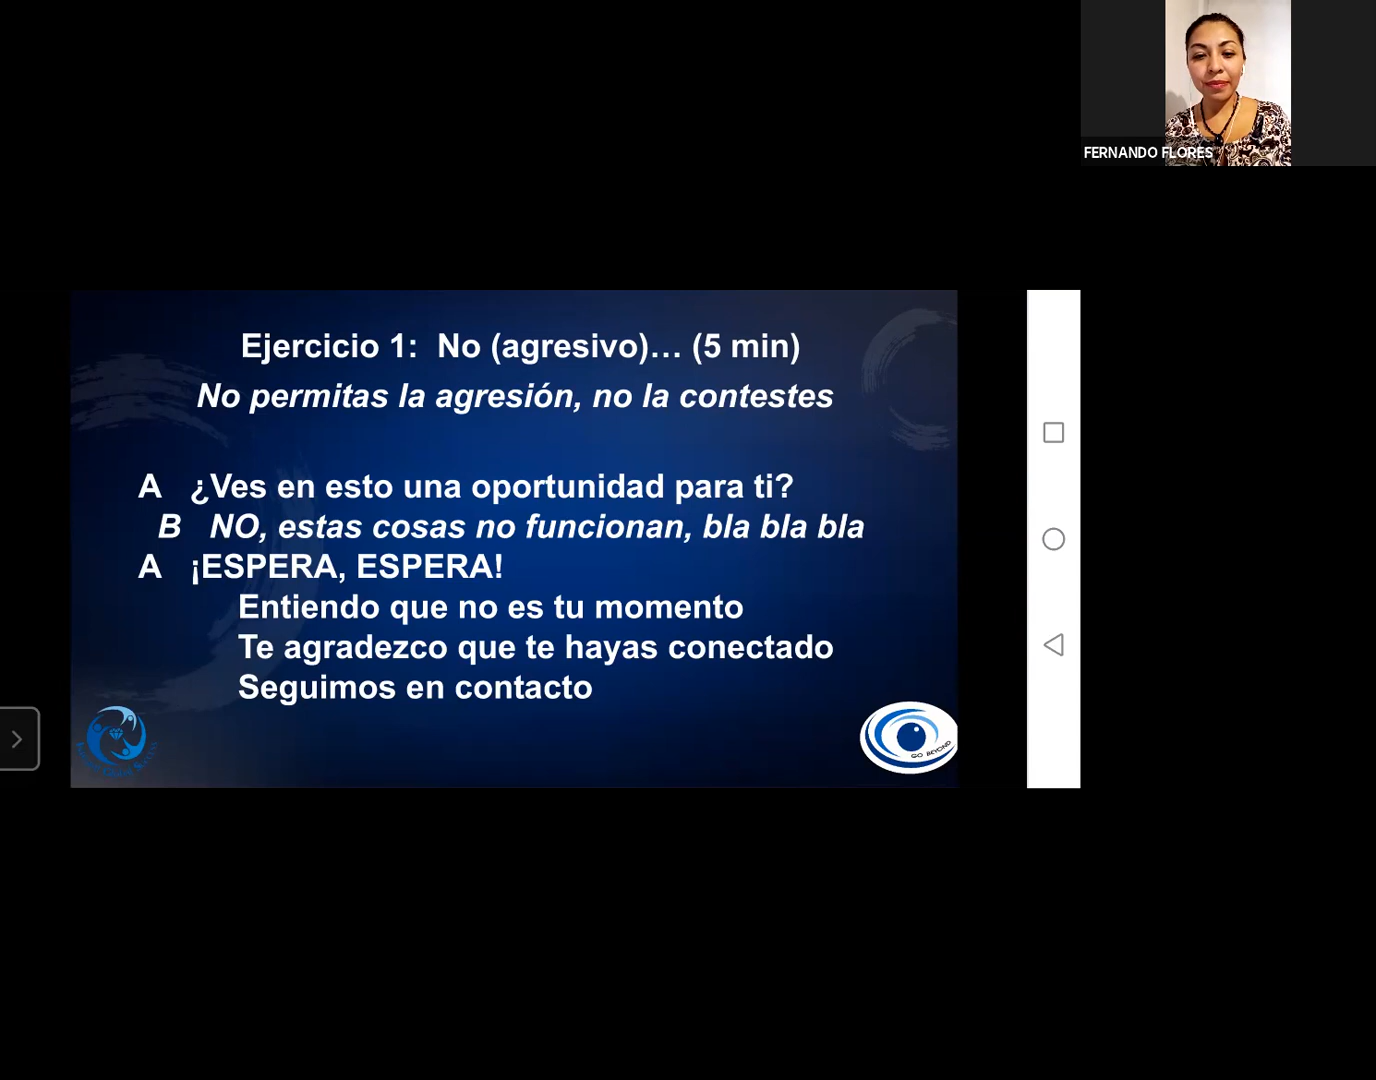 FERNANDO FLORES
Ejercicio 1:  No (agresivo)... (5 min)
No permitas la agresión, no la contestes
A   ¿Ves en esto una oportunidad para ti?
B   NO, estas cosas no funcionan, bla bla bla
A   ¡ESPERA, ESPERA!
Entiendo que no es tu momento
Te agradezco que te hayas conectado
Seguimos en contacto
GO BEYOND